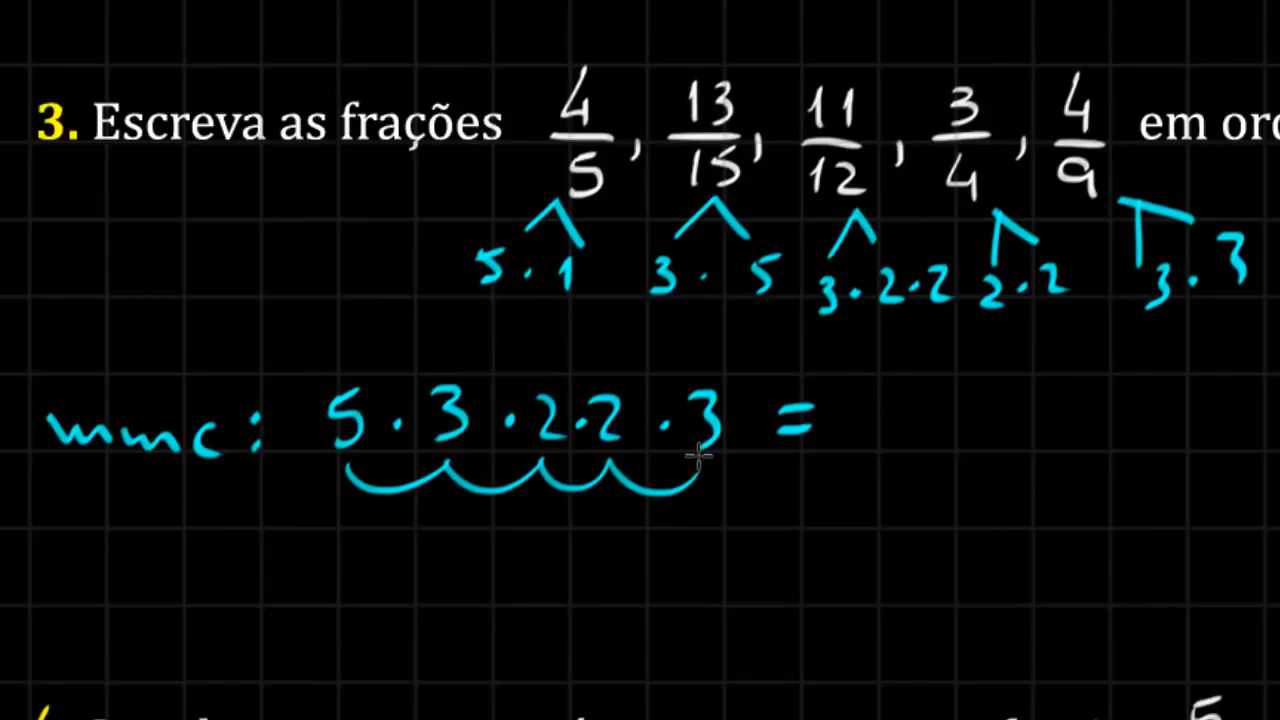 3. Escreva as frações 4/5, 13/15, 11/12, 3/4, 4/9 em
5 · 1 3 · 5 3 · 2 · 2 2 · 2 3 · 3
mmc: 5 · 3 · 2 · 2 · 3 =
5